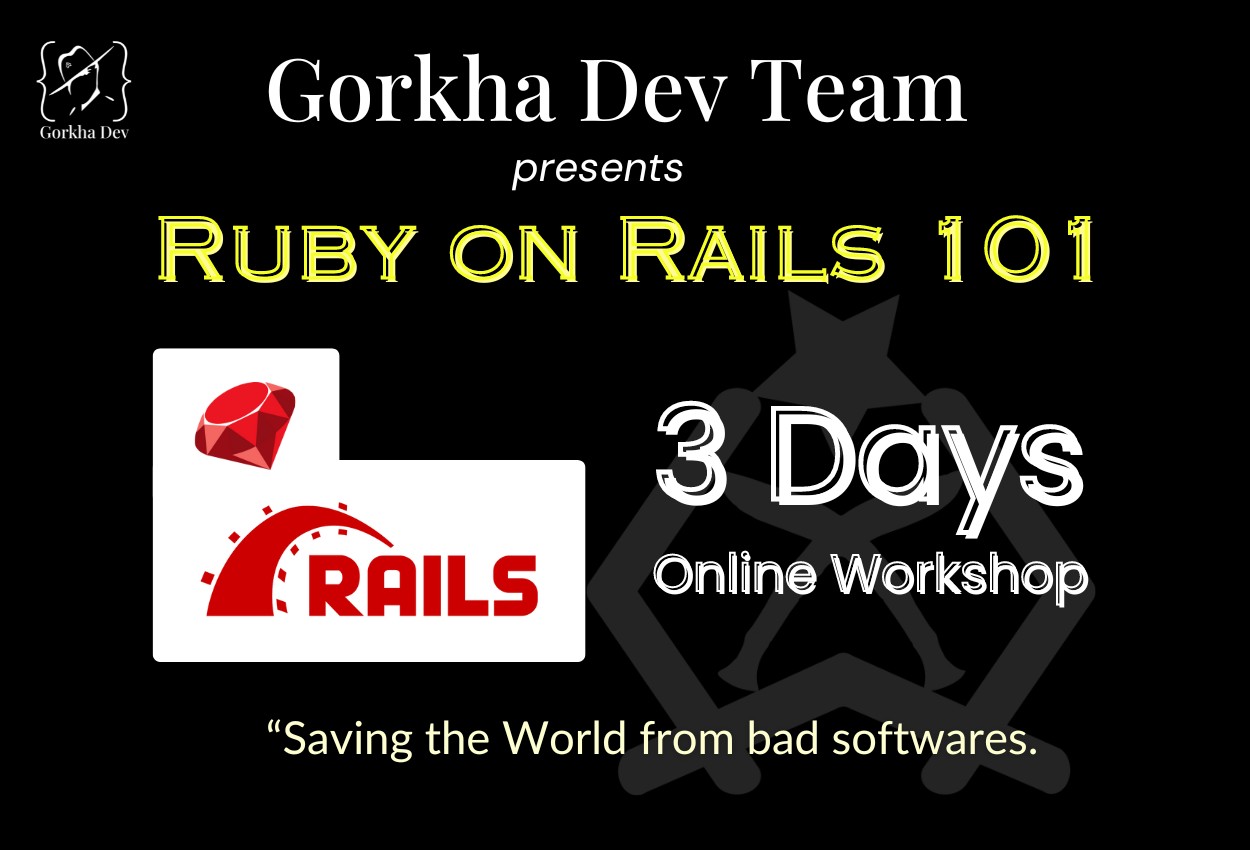 Gorkha Dev
Gorkha Dev Team
presents
RUBY ON RAILS 101
RAILS
3 Days
Online Workshop
“Saving the World from bad softwares.